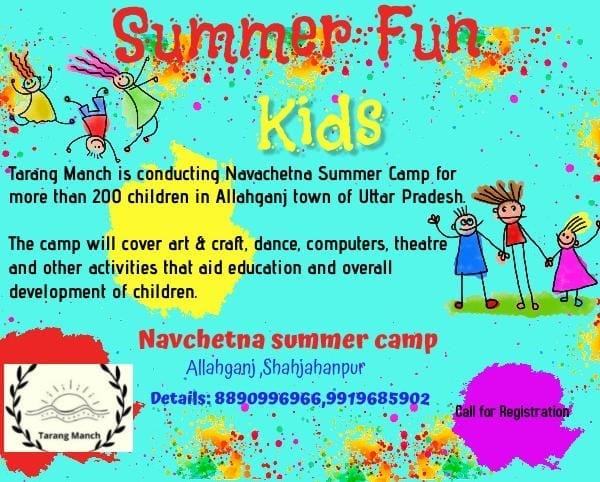 Summer Fun
Kids
Tarang Manch is conducting Navachetna Summer Camp for
more than 200 children in Allahganj town of Uttar Pradesh.
The camp will cover art & craft, dance, computers, theatre
and other activities that aid education and overall
development of children.
Navchetna summer camp
Allahganj ,Shahjahanpur
Details: 8890996966,9919685902
Call for Registration
Tarang Manch